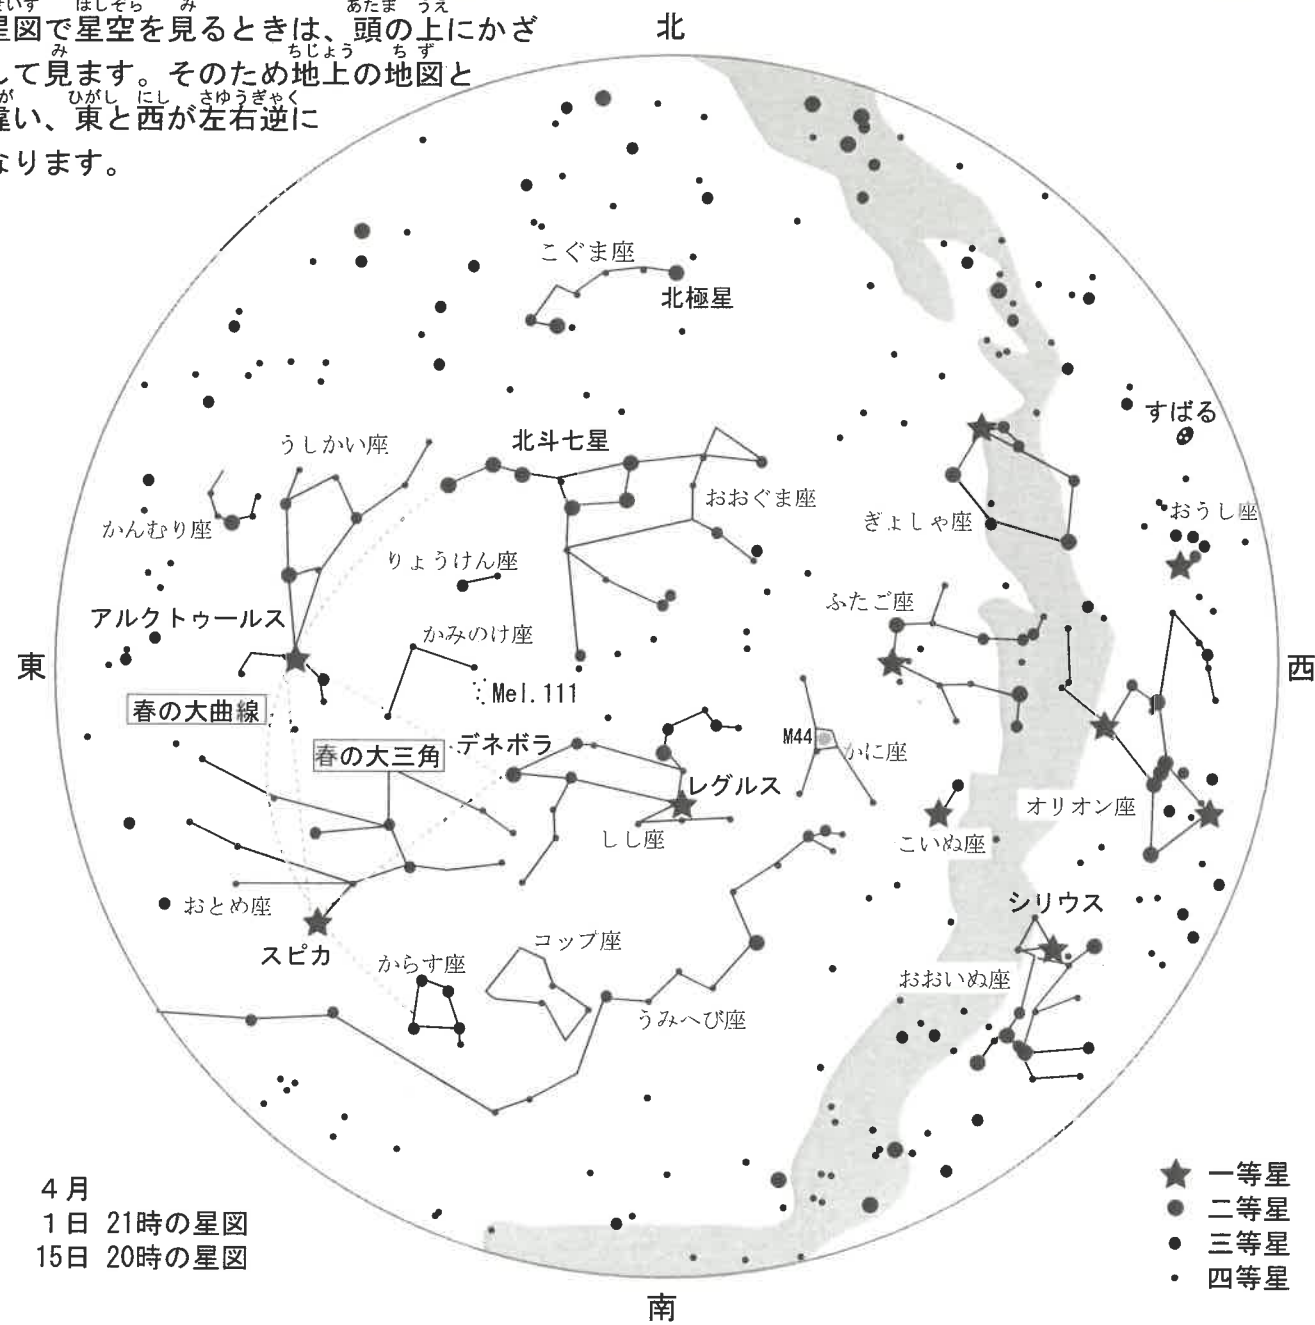 星図で星空を見るときは、頭の上にかざ
して見ます。そのため地上の地図と
違い、東と西が左右逆に
なります。
北
こぐま座
北極星
すばる
うしかい座
北斗七星
おおぐま座
かんむり座
ぎょしゃ座
おうし座
りょうけん座
ふたご座
アルクトゥールス
かみのけ座
東
西
Mel.111
春の大曲線
春の大三角
デネボラ
M44
かに座
レグルス
オリオン座
しし座
こいぬ座
おとめ座
シリウス
スピカ
コップ座
からす座
おおいぬ座
うみへび座
4月
1日 21時の星図
15日 20時の星図
一等星
二等星
三等星
四等星
南